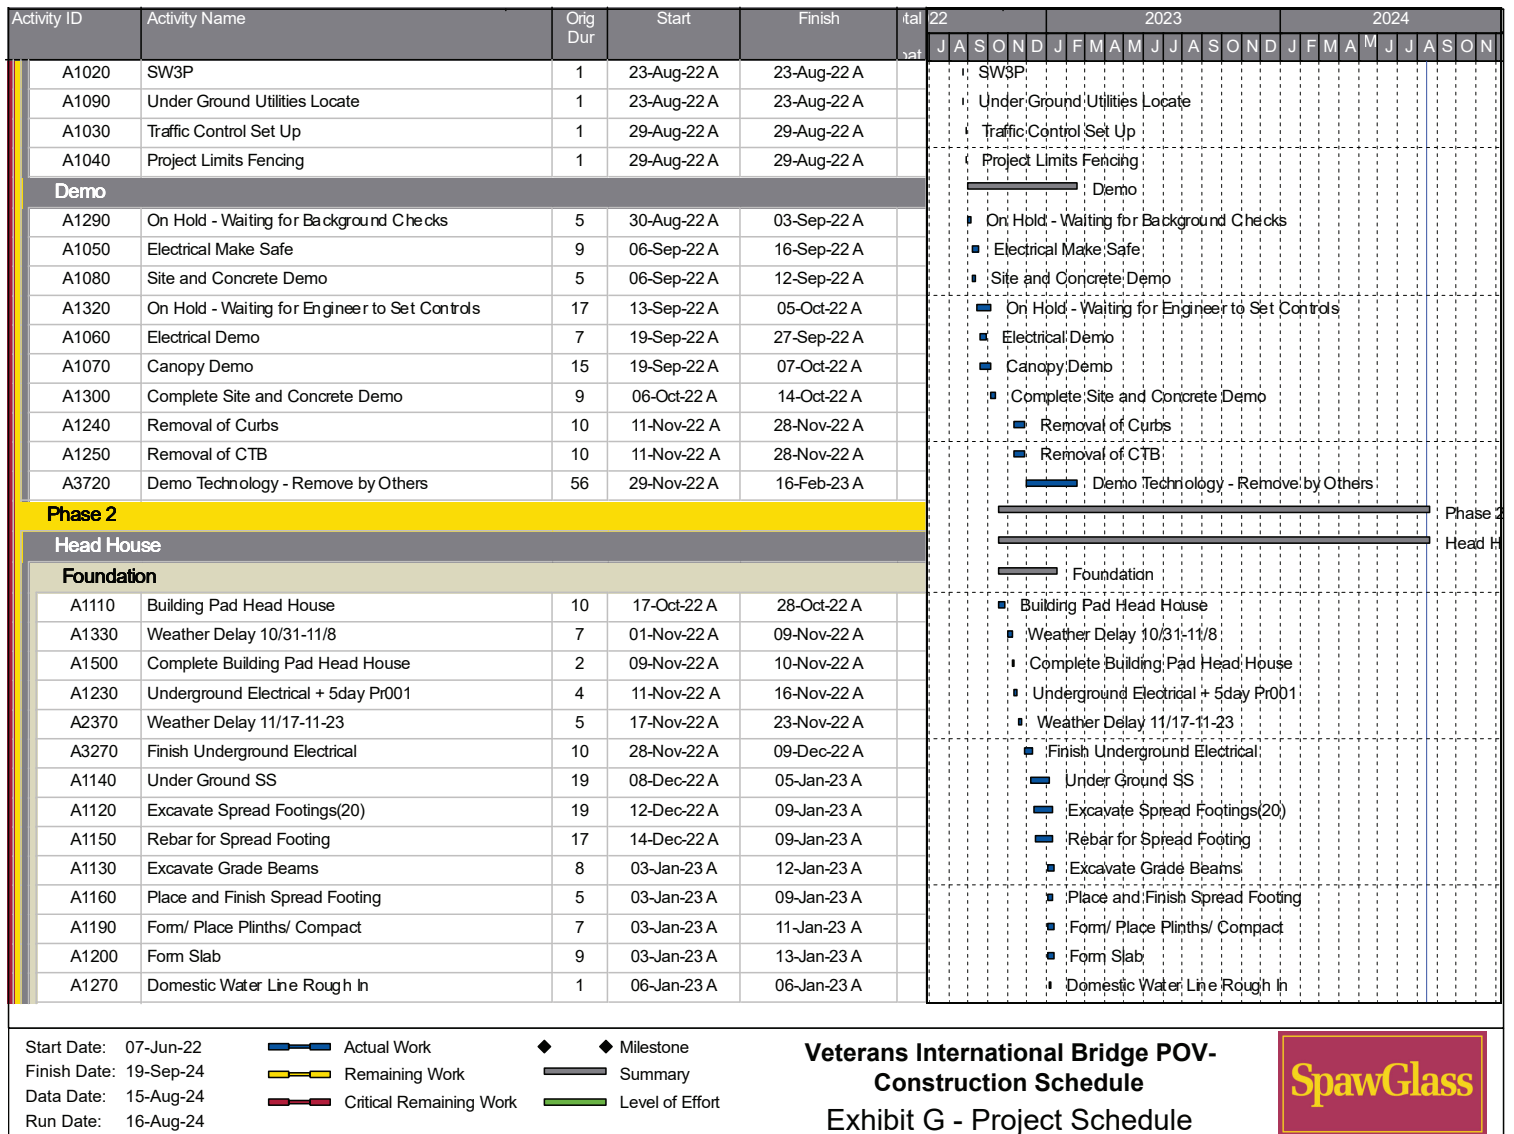 Activity ID Activity Name Orig Dur Start Finish 22 2023 2024
J A S O N D J F M A M J J A S O N D J F M A M J J A S O N
A1020 SW3P 1 23-Aug-22 A 23-Aug-22 A SW3P
A1090 Under Ground Utilities Locate 1 23-Aug-22 A 23-Aug-22 A Under Ground Utilities Locate
A1030 Traffic Control Set Up 1 29-Aug-22 A 29-Aug-22 A Traffic Control Set Up
A1040 Project Limits Fencing 1 29-Aug-22 A 29-Aug-22 A Project Limits Fencing
Demo Demo
A1290 On Hold - Waiting for Background Checks 5 30-Aug-22 A 03-Sep-22 A On Hold - Waiting for Background Checks
A1050 Electrical Make Safe 9 06-Sep-22 A 16-Sep-22 A Electrical Make Safe
A1080 Site and Concrete Demo 5 06-Sep-22 A 12-Sep-22 A Site and Concrete Demo
A1320 On Hold - Waiting for Engineer to Set Controls 17 13-Sep-22 A 05-Oct-22 A On Hold - Waiting for Engineer to Set Controls
A1060 Electrical Demo 7 19-Sep-22 A 27-Sep-22 A Electrical Demo
A1070 Canopy Demo 15 19-Sep-22 A 07-Oct-22 A Canopy Demo
A1300 Complete Site and Concrete Demo 9 06-Oct-22 A 14-Oct-22 A Complete Site and Concrete Demo
A1240 Removal of Curbs 10 11-Nov-22 A 28-Nov-22 A Removal of Curbs
A1250 Removal of CTB 10 11-Nov-22 A 28-Nov-22 A Removal of CTB
A3720 Demo Technology - Remove by Others 56 29-Nov-22 A 16-Feb-23 A Demo Technology - Remove by Others
Phase 2 Phase 2
Head House Head H
Foundation Foundation
A1110 Building Pad Head House 10 17-Oct-22 A 28-Oct-22 A Building Pad Head House
A1330 Weather Delay 10/31-11/8 7 01-Nov-22 A 09-Nov-22 A Weather Delay 10/31-11/8
A1500 Complete Building Pad Head House 2 09-Nov-22 A 10-Nov-22 A Complete Building Pad Head House
A1230 Underground Electrical + 5day Pr001 4 11-Nov-22 A 16-Nov-22 A Underground Electrical + 5day Pr001
A2370 Weather Delay 11/17-11-23 5 17-Nov-22 A 23-Nov-22 A Weather Delay 11/17-11-23
A3270 Finish Underground Electrical 10 28-Nov-22 A 09-Dec-22 A Finish Underground Electrical
A1140 Under Ground SS 19 08-Dec-22 A 05-Jan-23 A Under Ground SS
A1120 Excavate Spread Footings(20) 19 12-Dec-22 A 09-Jan-23 A Excavate Spread Footings(20)
A1150 Rebar for Spread Footing 17 14-Dec-22 A 09-Jan-23 A Rebar for Spread Footing
A1130 Excavate Grade Beams 8 03-Jan-23 A 12-Jan-23 A Excavate Grade Beams
A1160 Place and Finish Spread Footing 5 03-Jan-23 A 09-Jan-23 A Place and Finish Spread Footing
A1190 Form/ Place Plinths/ Compact 7 03-Jan-23 A 11-Jan-23 A Form/ Place Plinths/ Compact
A1200 Form Slab 9 03-Jan-23 A 13-Jan-23 A Form Slab
A1270 Domestic Water Line Rough In 1 06-Jan-23 A 06-Jan-23 A Domestic Water Line Rough In
Start Date: 07-Jun-22
Finish Date: 19-Sep-24
Data Date: 15-Aug-24
Run Date: 16-Aug-24
Actual Work
Remaining Work
Critical Remaining Work
Milestone
Summary
Level of Effort
Veterans International Bridge POV-
Construction Schedule
Exhibit G - Project Schedule
SpawGlass